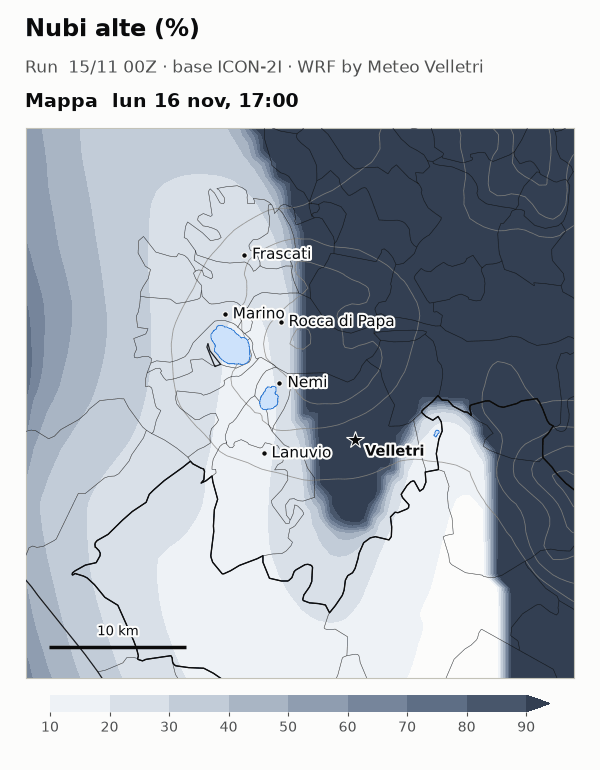 Nubi alte (%)
Run  15/11 00Z · base ICON-2I · WRF by Meteo Velletri
Mappa  lun 16 nov, 17:00
Frascati
Marino
Rocca di Papa
Nemi
Velletri
Lanuvio
10 km
10 20 30 40 50 60 70 80 90